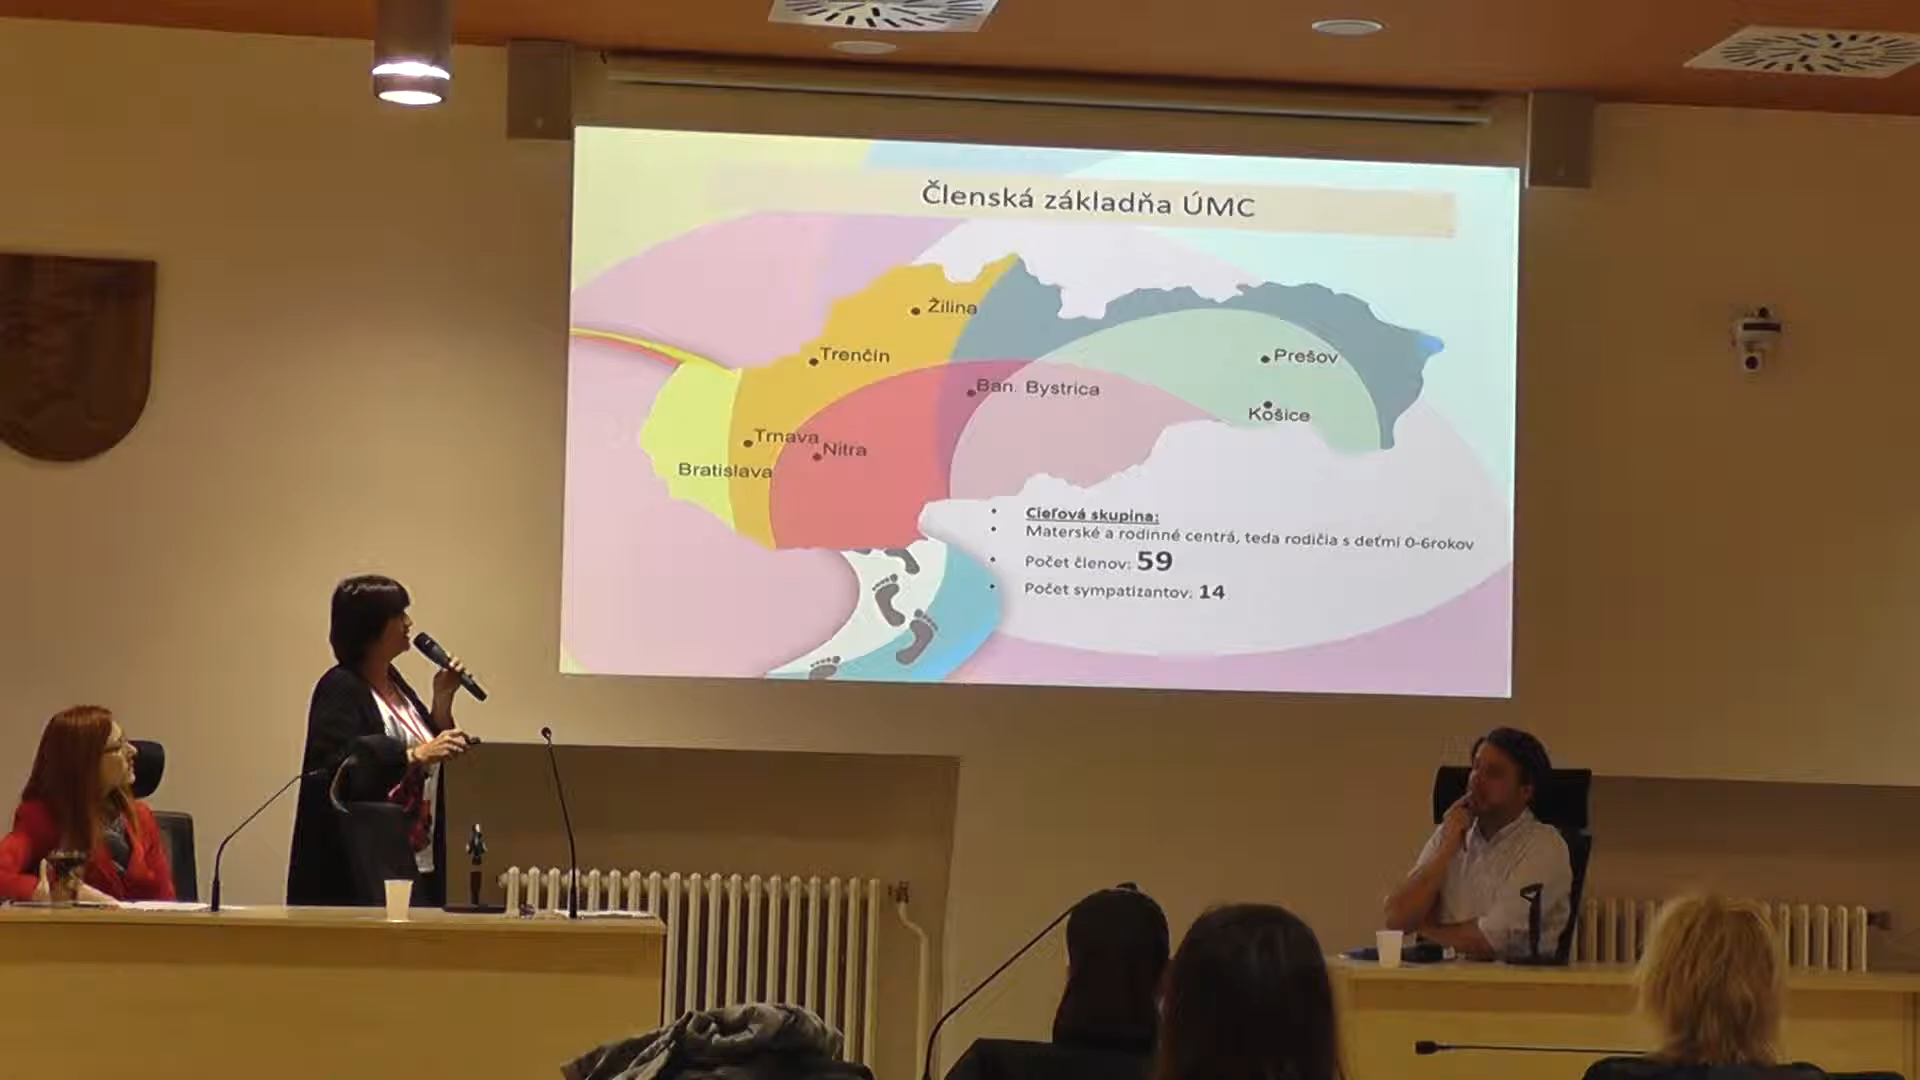 Členská základňa ÚMC
Žilina
Trenčín
Prešov
Ban. Bystrica
Košice
Trnava
Nitra
Bratislava
Cieľová skupina:
Materské a rodinné centrá, teda rodičia s deťmi 0-6rokov
Počet členov: 59
Počet sympatizantov: 14